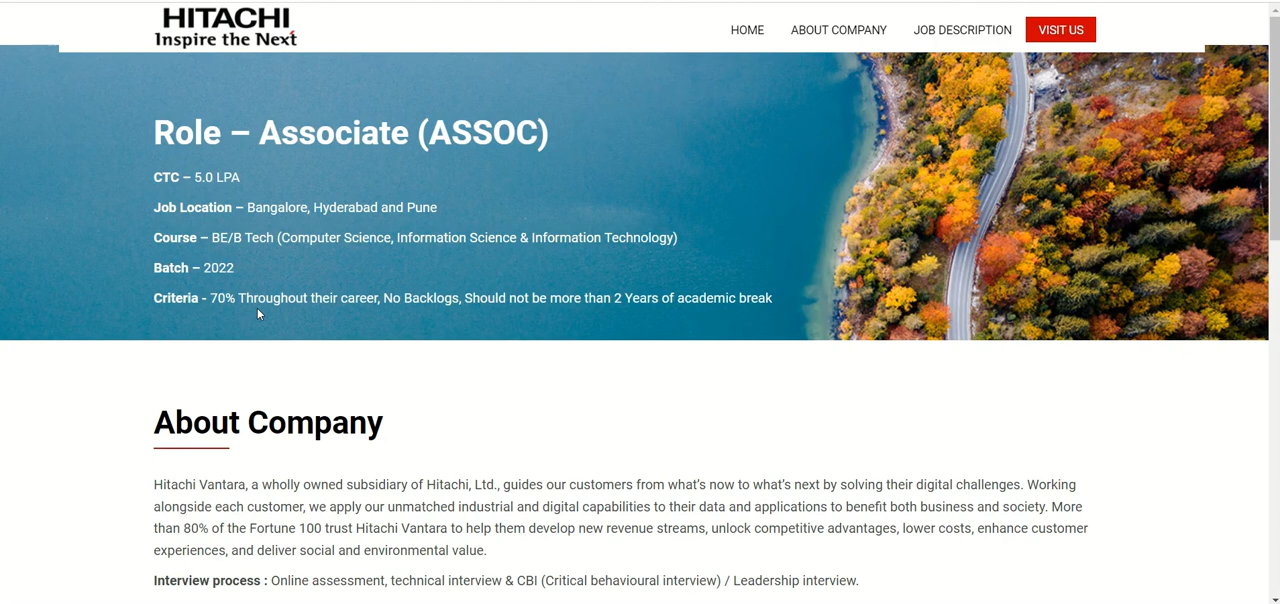 HITACHI
Inspire the Next
HOME ABOUT COMPANY JOB DESCRIPTION VISIT US
Role – Associate (ASSOC)
CTC – 5.0 LPA
Job Location – Bangalore, Hyderabad and Pune
Course – BE/B Tech (Computer Science, Information Science & Information Technology)
Batch – 2022
Criteria - 70% Throughout their career, No Backlogs, Should not be more than 2 Years of academic break
About Company
Hitachi Vantara, a wholly owned subsidiary of Hitachi, Ltd., guides our customers from what's now to what's next by solving their digital challenges. Working
alongside each customer, we apply our unmatched industrial and digital capabilities to their data and applications to benefit both business and society. More
than 80% of the Fortune 100 trust Hitachi Vantara to help them develop new revenue streams, unlock competitive advantages, lower costs, enhance customer
experiences, and deliver social and environmental value.
Interview process : Online assessment, technical interview & CBI (Critical behavioural interview) / Leadership interview.